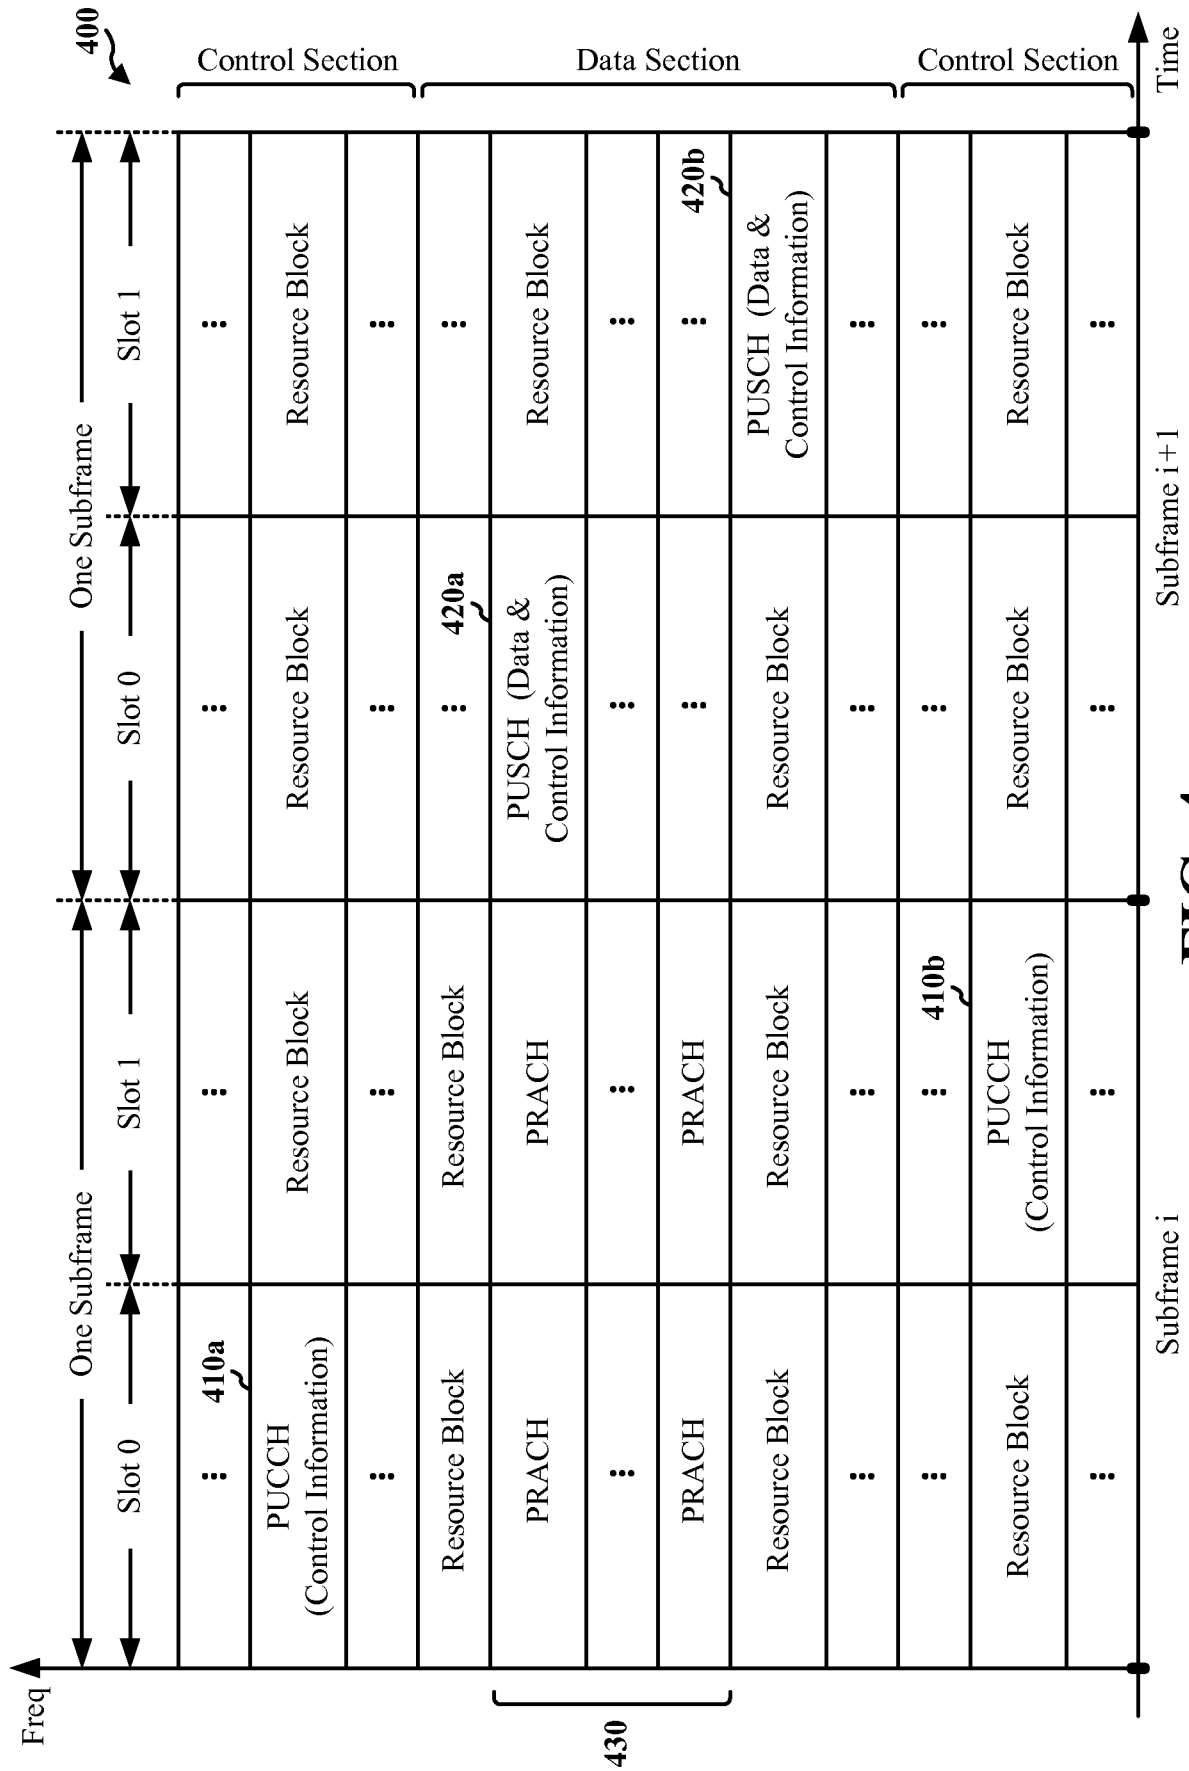 400
Freq
One Subframe
One Subframe
Slot 0
Slot 1
Slot 0
Slot 1
Control Section
Data Section
Control Section
...
...
...
...
410a
PUCCH
(Control Information)
Resource Block
Resource Block
Resource Block
...
...
...
...
Resource Block
Resource Block
...
...
420a
PRACH
PRACH
PUSCH (Data &
Control Information)
Resource Block
430
...
...
...
...
PRACH
PRACH
...
...
420b
Resource Block
Resource Block
Resource Block
PUSCH (Data &
Control Information)
...
...
...
...
...
...
...
...
410b
Resource Block
PUCCH
(Control Information)
Resource Block
Resource Block
...
...
...
...
Time
Subframe i
Subframe i+1